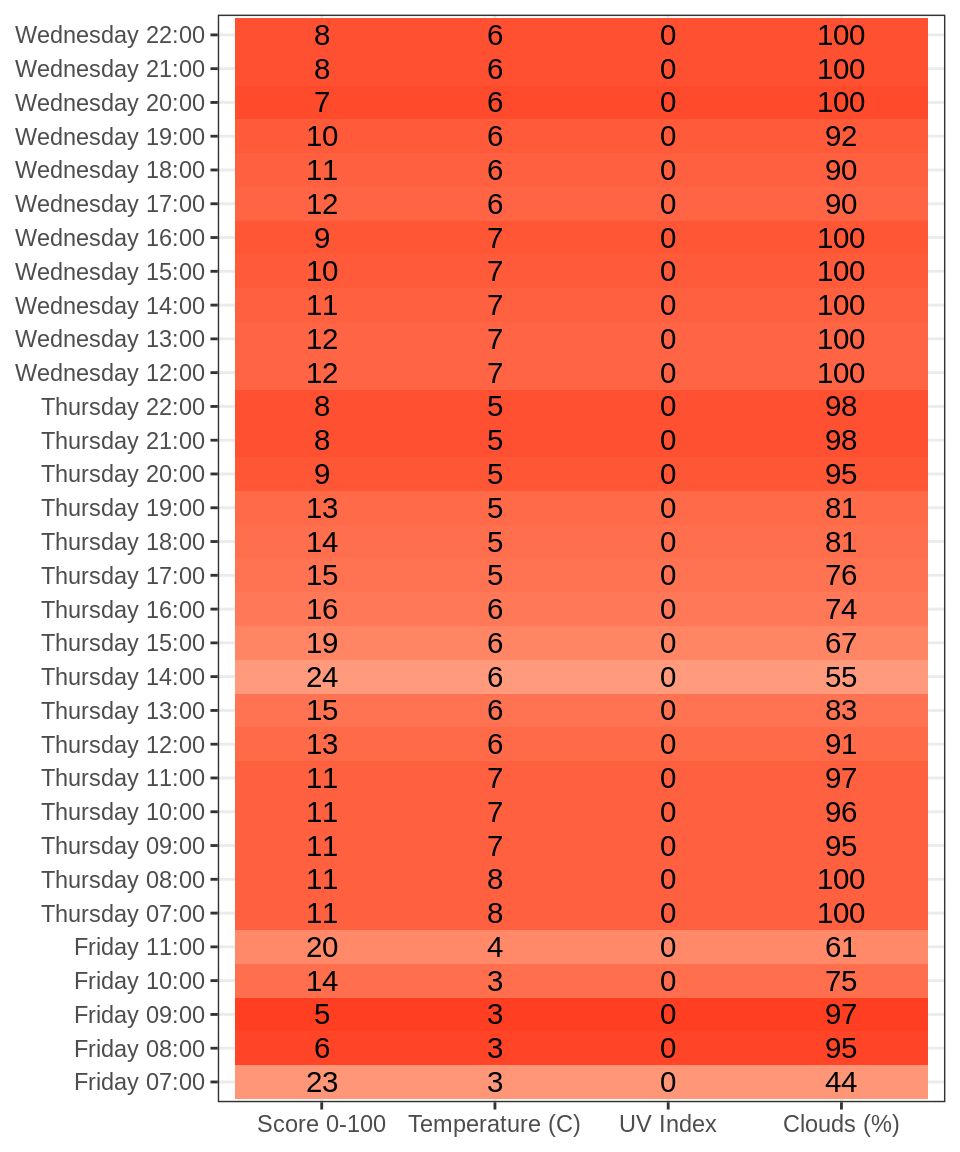 Wednesday 22:00 8 6 0 100
Wednesday 21:00 8 6 0 100
Wednesday 20:00 7 6 0 100
Wednesday 19:00 10 6 0 92
Wednesday 18:00 11 6 0 90
Wednesday 17:00 12 6 0 90
Wednesday 16:00 9 7 0 100
Wednesday 15:00 10 7 0 100
Wednesday 14:00 11 7 0 100
Wednesday 13:00 12 7 0 100
Wednesday 12:00 12 7 0 100
Thursday 22:00 8 5 0 98
Thursday 21:00 8 5 0 98
Thursday 20:00 9 5 0 95
Thursday 19:00 13 5 0 81
Thursday 18:00 14 5 0 81
Thursday 17:00 15 5 0 76
Thursday 16:00 16 6 0 74
Thursday 15:00 19 6 0 67
Thursday 14:00 24 6 0 55
Thursday 13:00 15 6 0 83
Thursday 12:00 13 6 0 91
Thursday 11:00 11 7 0 97
Thursday 10:00 11 7 0 96
Thursday 09:00 11 7 0 95
Thursday 08:00 11 8 0 100
Thursday 07:00 11 8 0 100
Friday 11:00 20 4 0 61
Friday 10:00 14 3 0 75
Friday 09:00 5 3 0 97
Friday 08:00 6 3 0 95
Friday 07:00 23 3 0 44
Score 0-100 Temperature (C) UV Index Clouds (%)